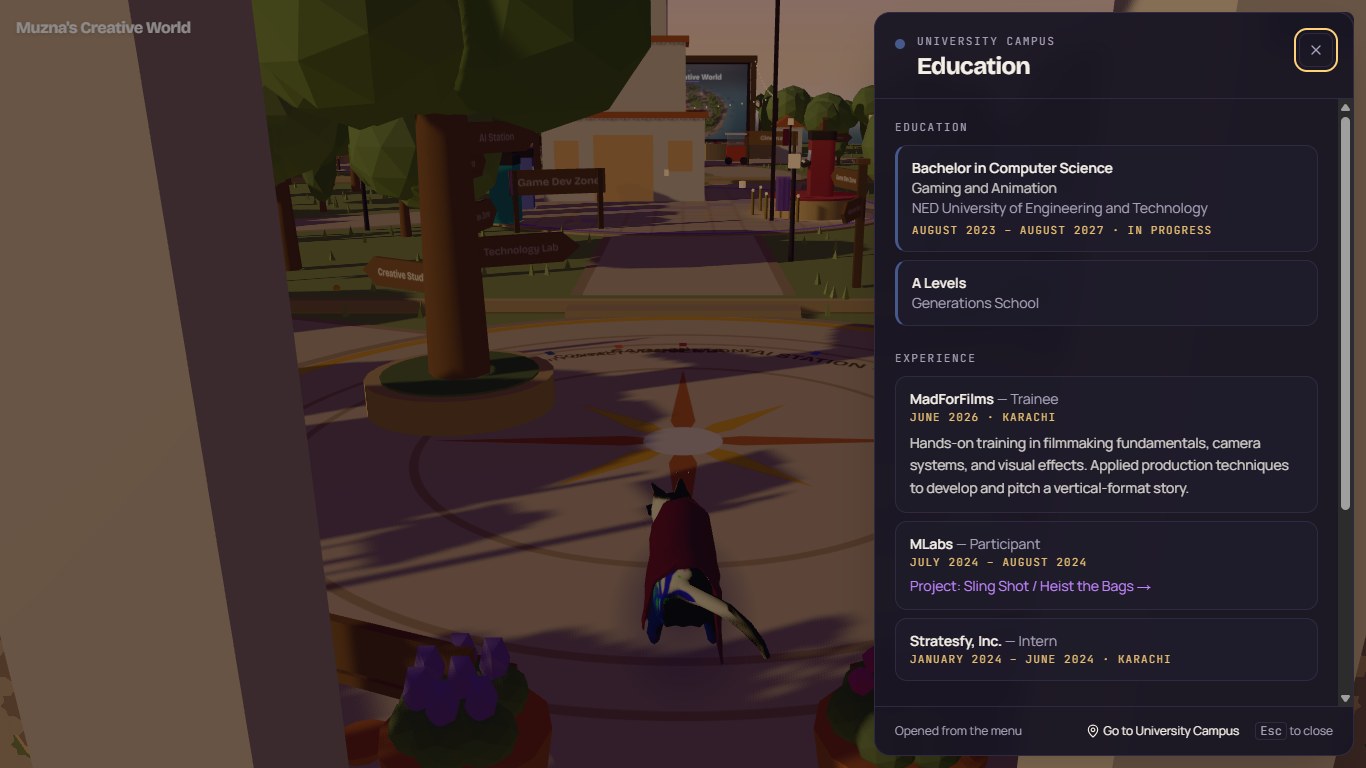 Muzna's Creative World
AI Station
Game Dev Zone
Technology Lab
Creative Stud
AI STATION
UNIVERSITY CAMPUS
Education
EDUCATION
Bachelor in Computer Science
Gaming and Animation
NED University of Engineering and Technology
AUGUST 2023 – AUGUST 2027 · IN PROGRESS
A Levels
Generations School
EXPERIENCE
MadForFilms — Trainee
JUNE 2026 · KARACHI
Hands-on training in filmmaking fundamentals, camera
systems, and visual effects. Applied production techniques
to develop and pitch a vertical-format story.
MLabs — Participant
JULY 2024 – AUGUST 2024
Project: Sling Shot / Heist the Bags →
Stratesfy, Inc. — Intern
JANUARY 2024 – JUNE 2024 · KARACHI
Opened from the menu
Go to University Campus
Esc to close